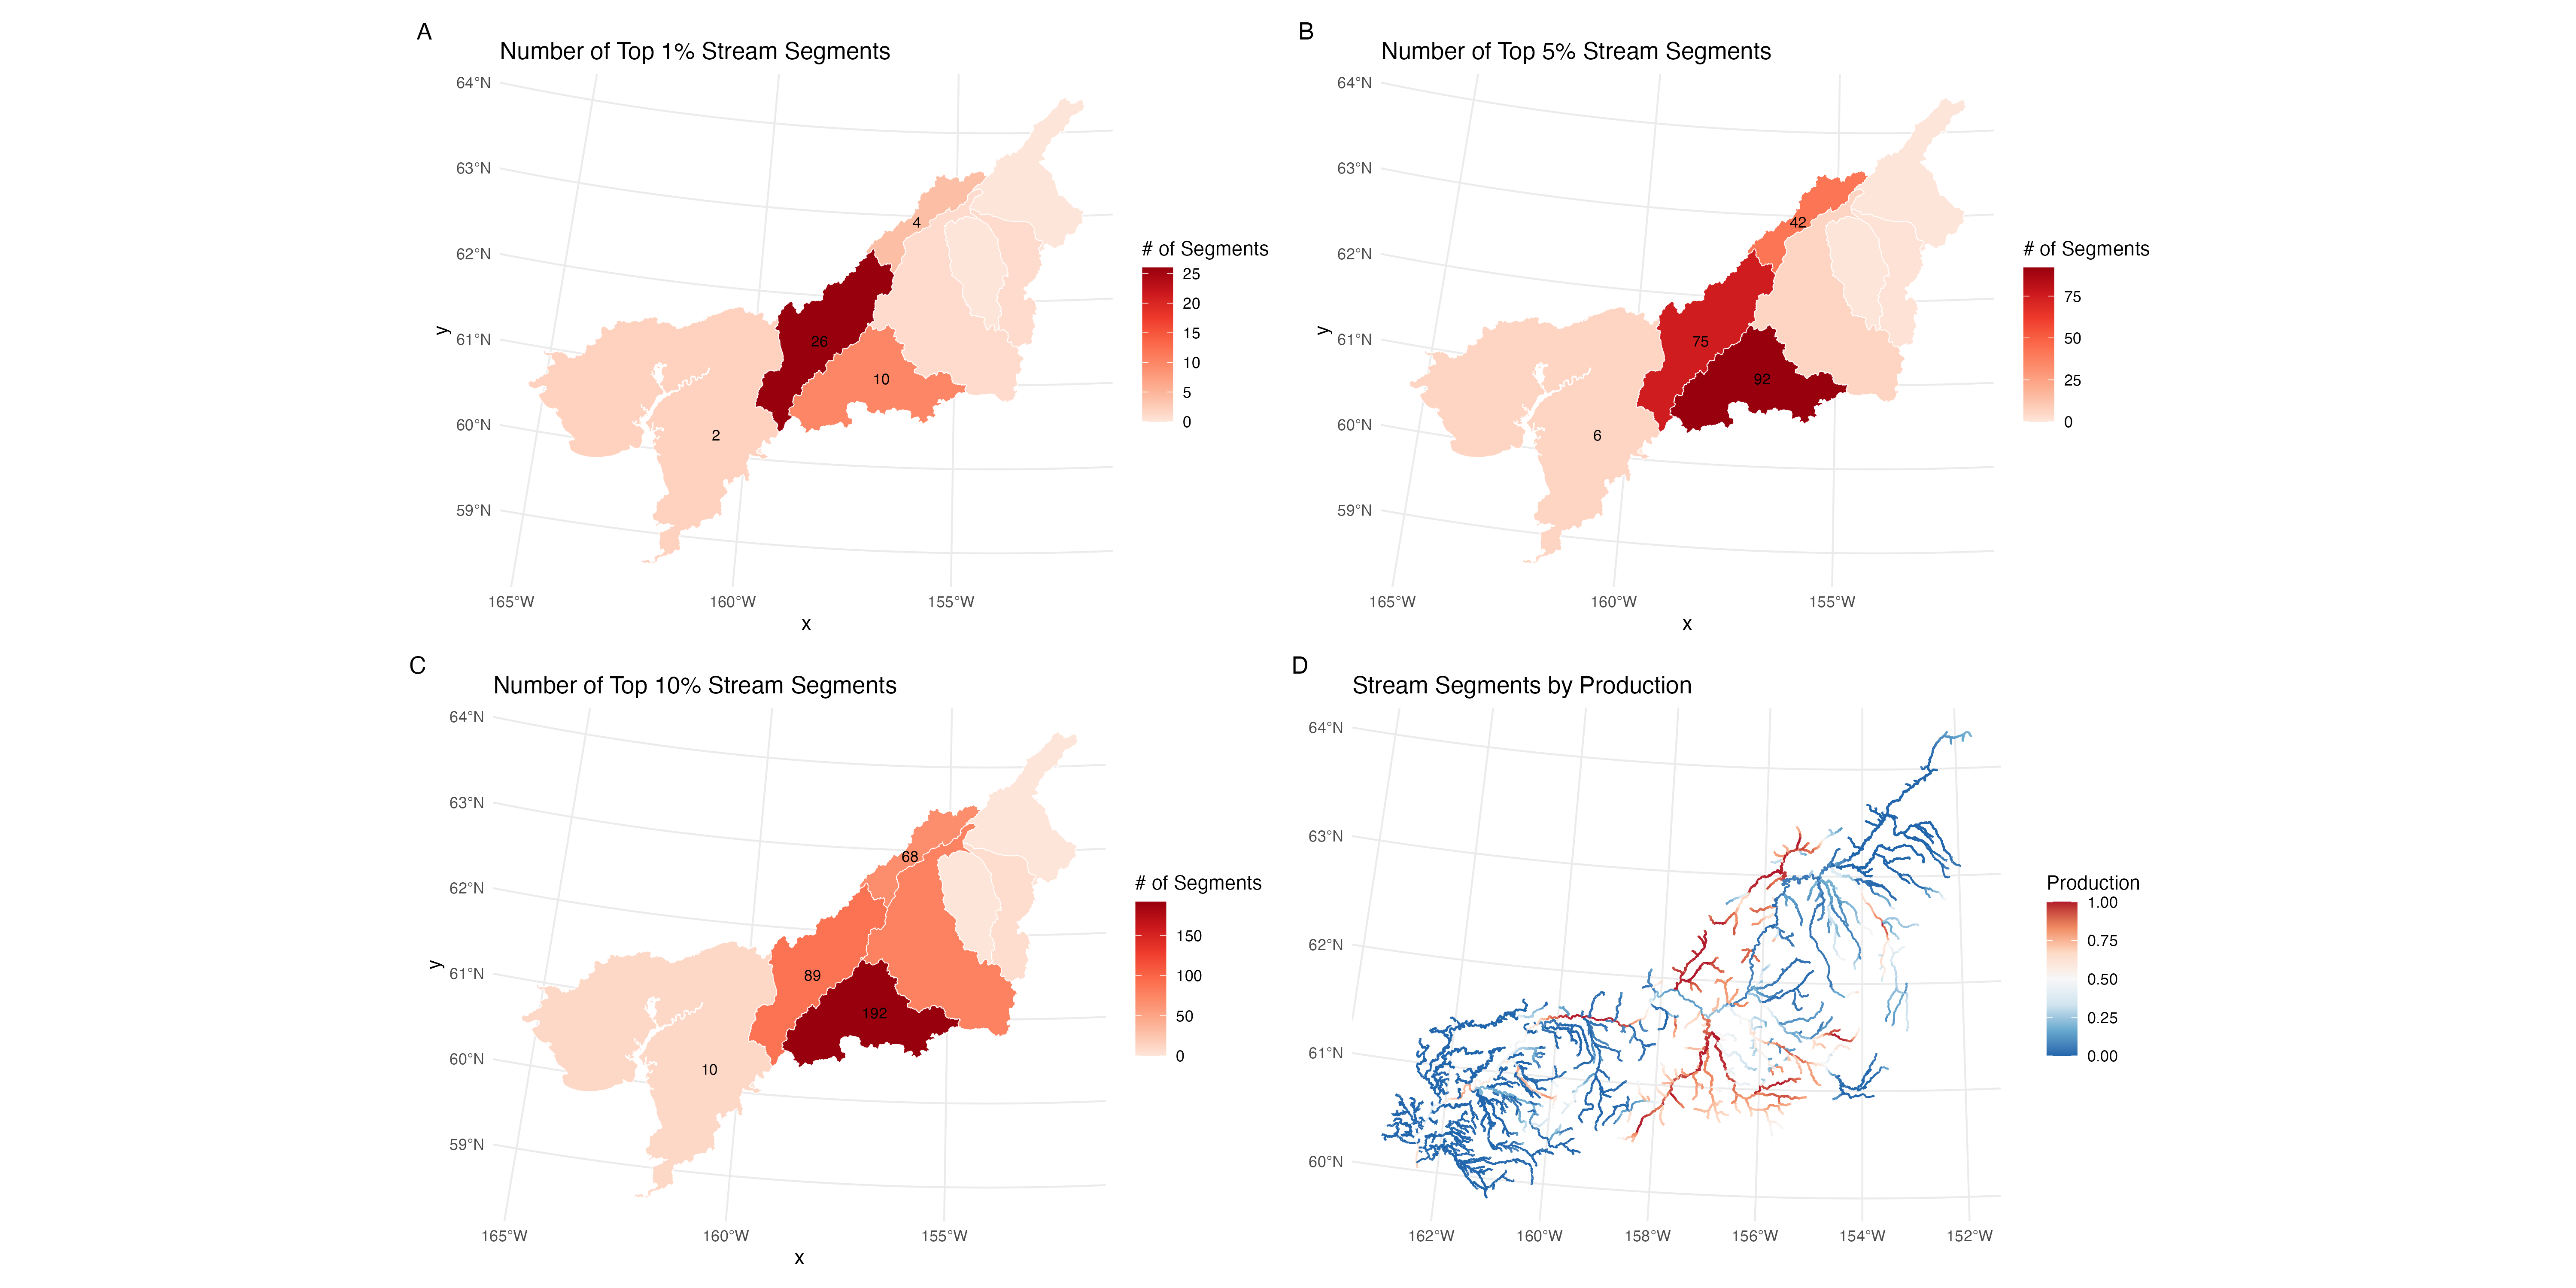 A
Number of Top 1% Stream Segments
64°N
63°N
62°N
61°N
60°N
59°N
y
165°W
160°W
155°W
x
4
26
10
2
# of Segments
25
20
15
10
5
0
B
Number of Top 5% Stream Segments
64°N
63°N
62°N
61°N
60°N
59°N
y
165°W
160°W
155°W
x
42
75
92
6
# of Segments
75
50
25
0
C
Number of Top 10% Stream Segments
64°N
63°N
62°N
61°N
60°N
59°N
y
165°W
160°W
155°W
x
68
89
192
10
# of Segments
150
100
50
0
D
Stream Segments by Production
64°N
63°N
62°N
61°N
60°N
162°W
160°W
158°W
156°W
154°W
152°W
Production
1.00
0.75
0.50
0.25
0.00